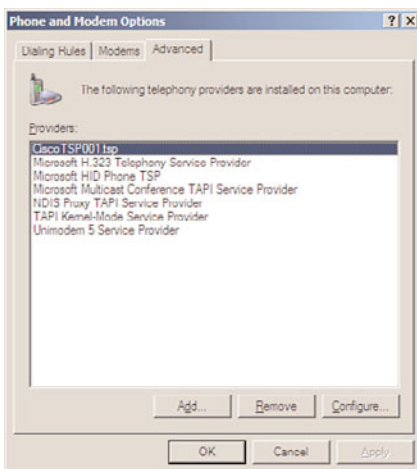 Phone and Modem Options
Dialing Rules
Modems
Advanced
The following telephony providers are installed on this computer:
Providers:
CiscoTSP001.tsp
Microsoft H.323 Telephony Service Provider
Microsoft HID Phone TSP
Microsoft Multicast Conference TAPI Service Provider
NDIS Proxy TAPI Service Provider
TAPI Kernel-Mode Service Provider
Unimodem 5 Service Provider
Add...
Remove
Configure...
OK
Cancel
Apply